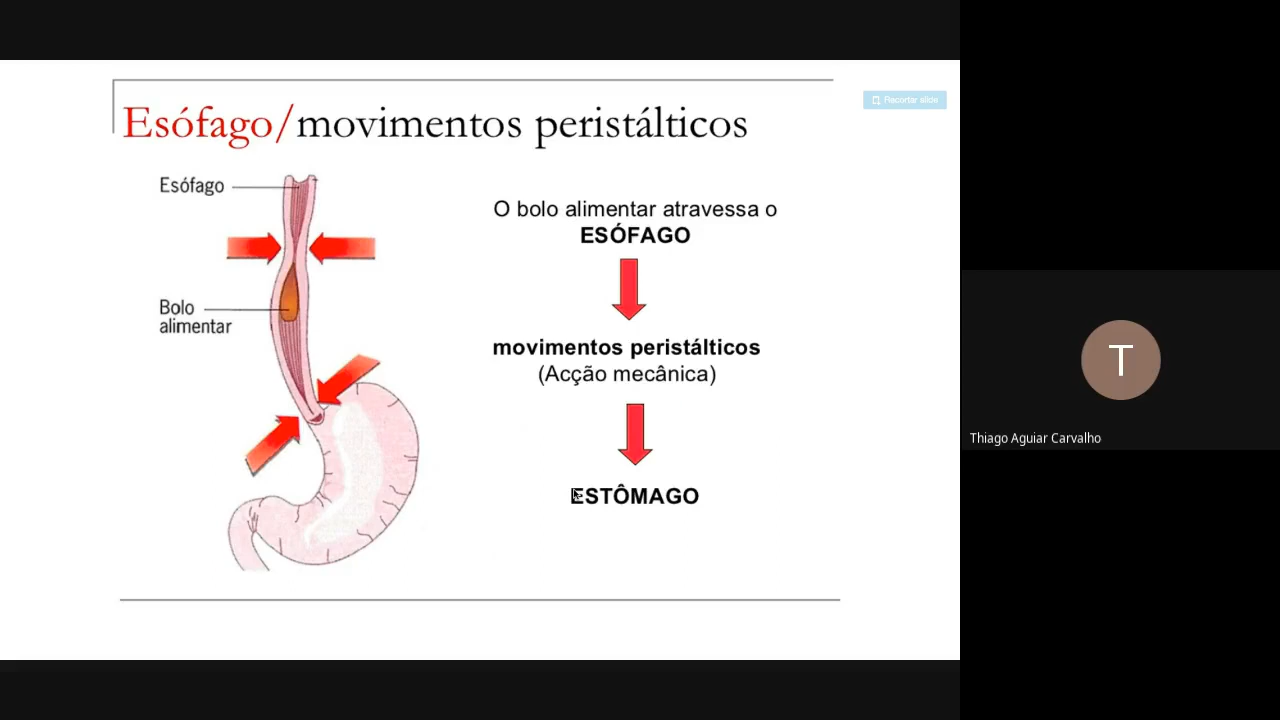 Recortar slide
Esófago/movimentos peristálticos
Esófago
Bolo
alimentar
O bolo alimentar atravessa o
ESÓFAGO
movimentos peristálticos
(Acção mecânica)
ESTÔMAGO
T
Thiago Aguiar Carvalho